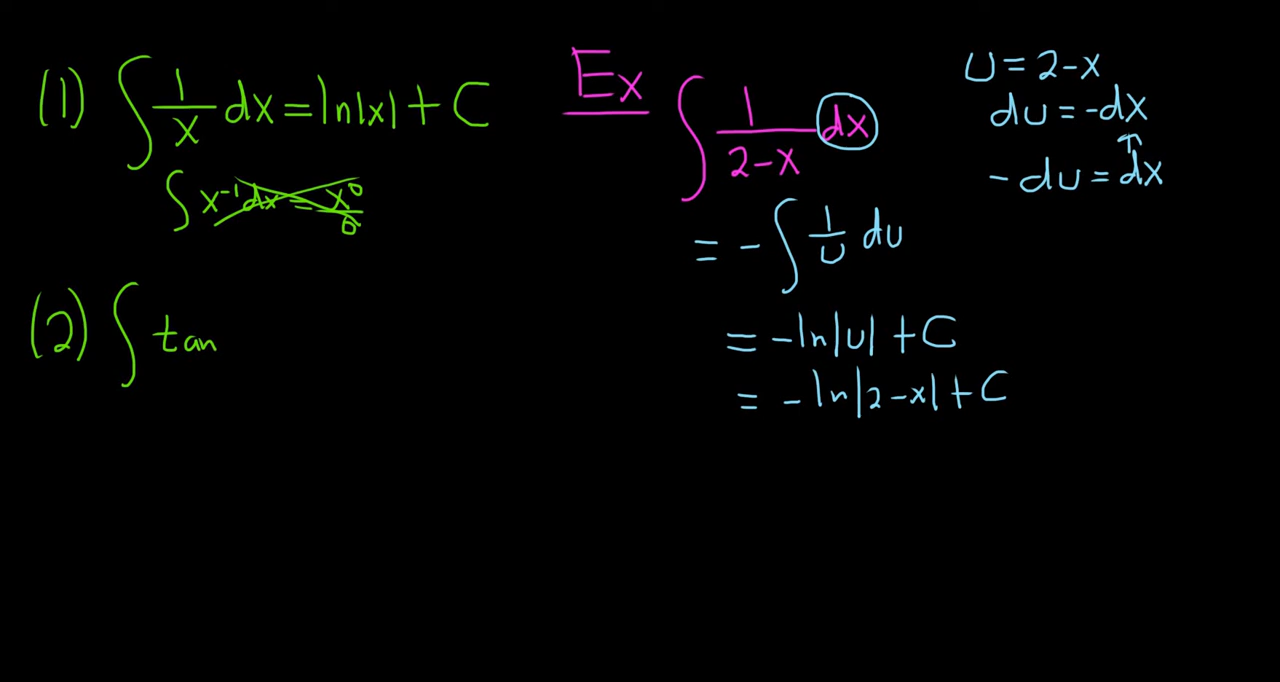 (1) ∫ 1/x dx = ln|x| + C
∫ x⁻¹ dx = x⁰/0
(2) ∫ tan
Ex ∫ 1/(2-x) dx
= - ∫ 1/u du
= -ln|u| + C
= -ln|2-x| + C
u = 2-x
du = -dx
-du = dx